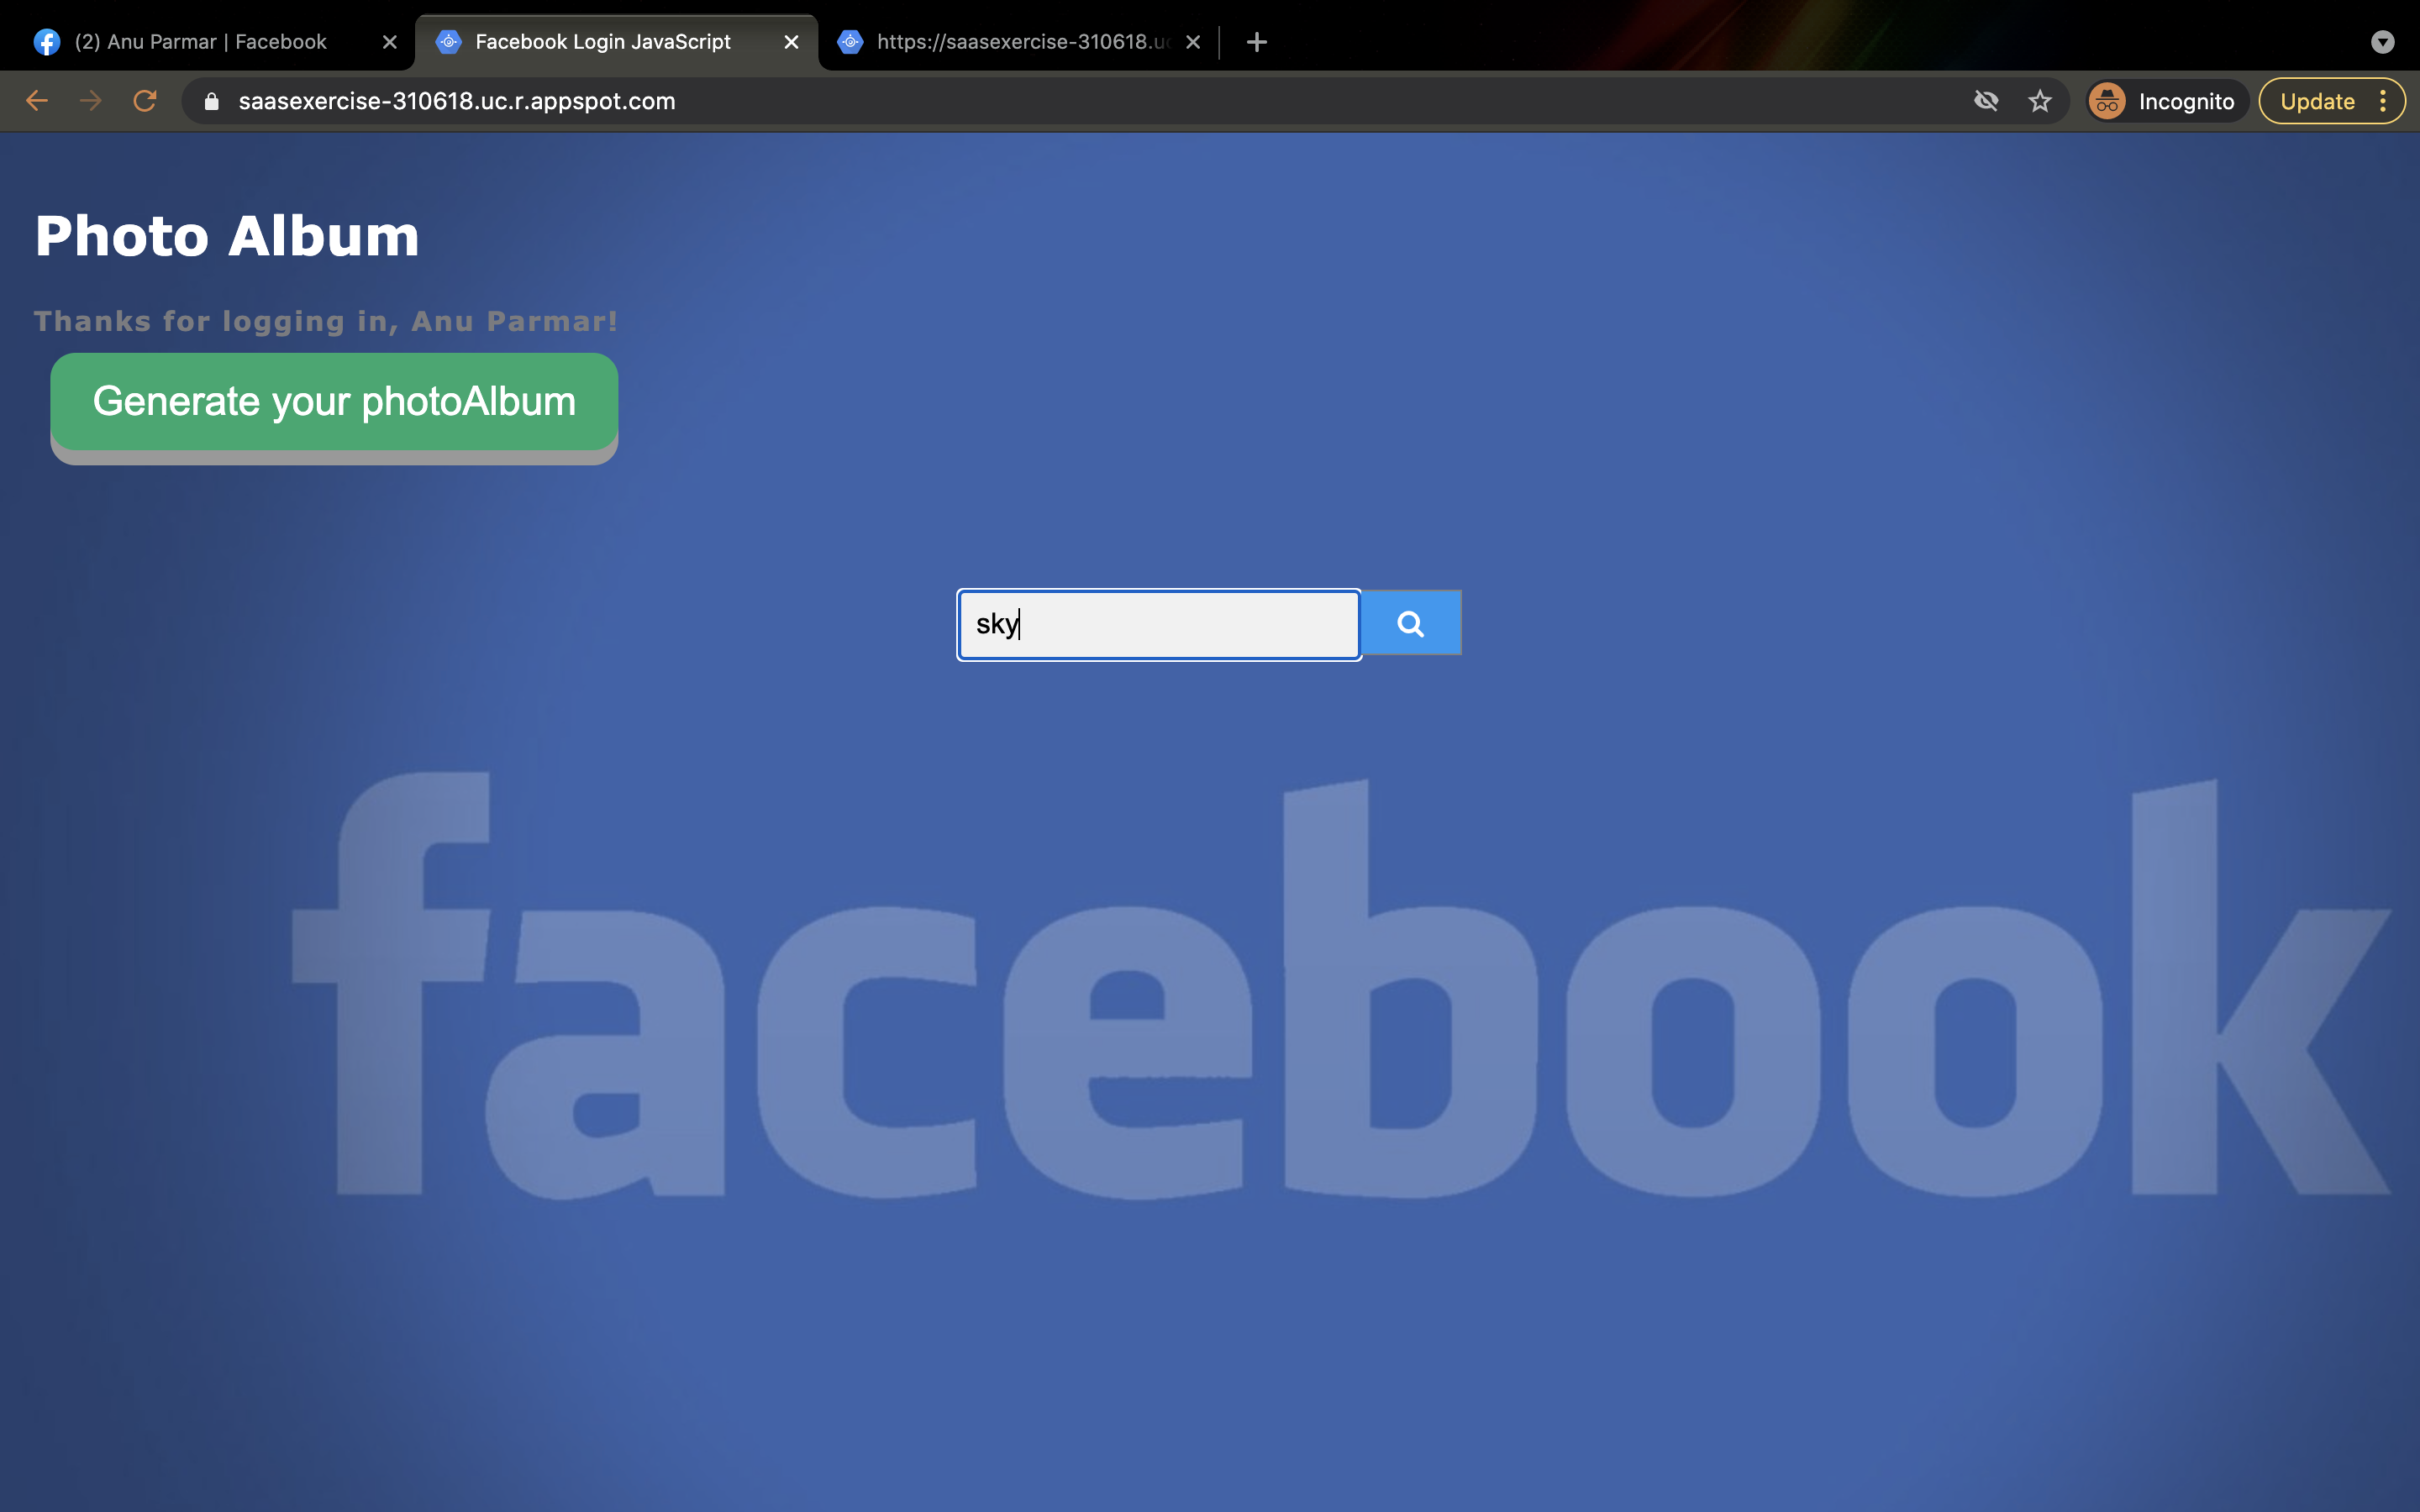 (2) Anu Parmar | Facebook
Facebook Login JavaScript
https://saasexercise-310618.uc
saasexercise-310618.uc.r.appspot.com
Incognito
Update
Photo Album
Thanks for logging in, Anu Parmar!
Generate your photoAlbum
sky
facebook